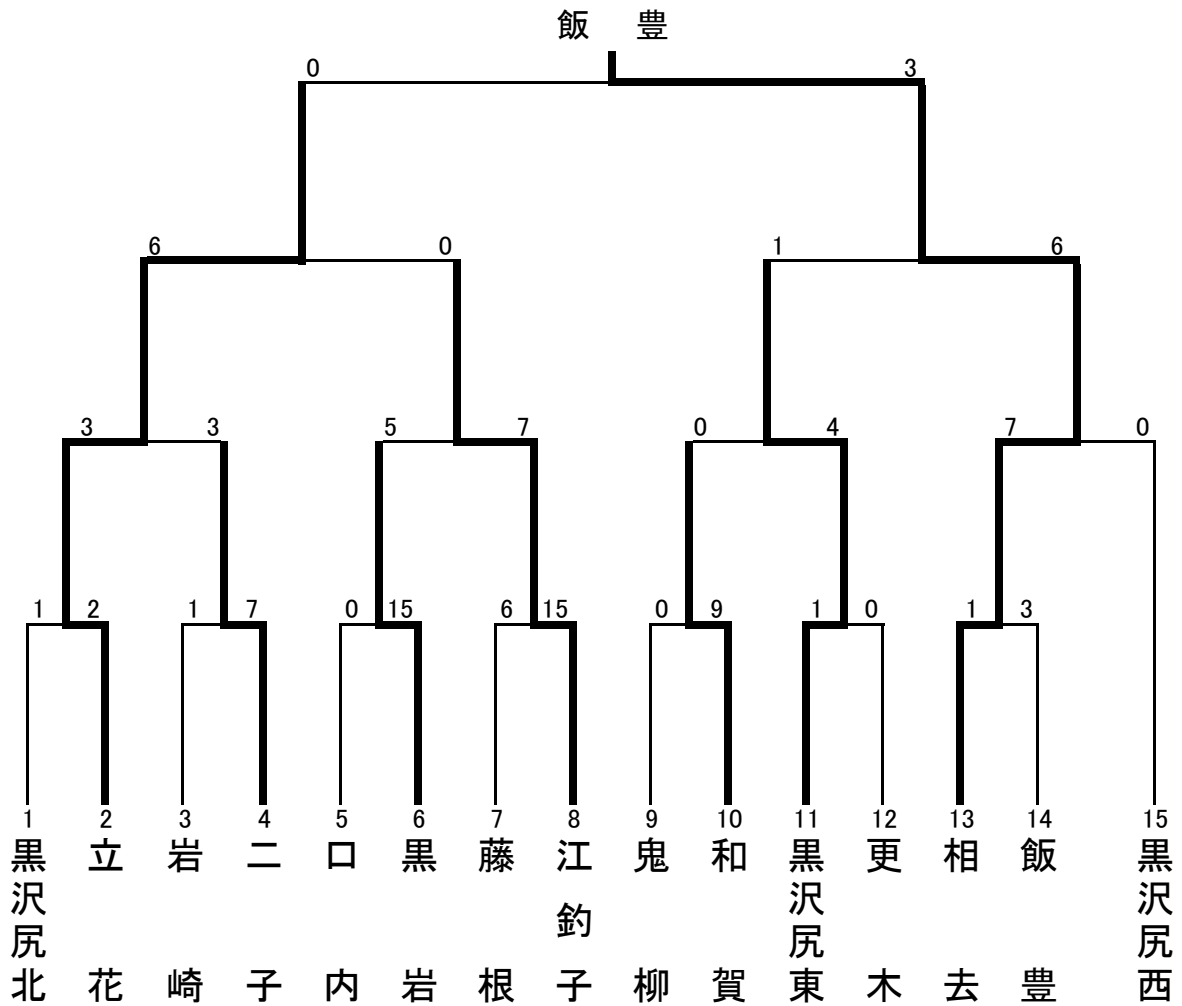 飯 豊
0 3
6 0 1 6
3 3 5 7 0 4 7 0
1 2 1 7 0 15 6 15 0 9 1 0 1 3
1 2 3 4 5 6 7 8 9 10 11 12 13 14 15
黒沢尻北
立花
岩崎
二子
口内
黒岩
藤根
江釣子
鬼柳
和賀
黒沢尻東
更木
相去
飯豊
黒沢尻西